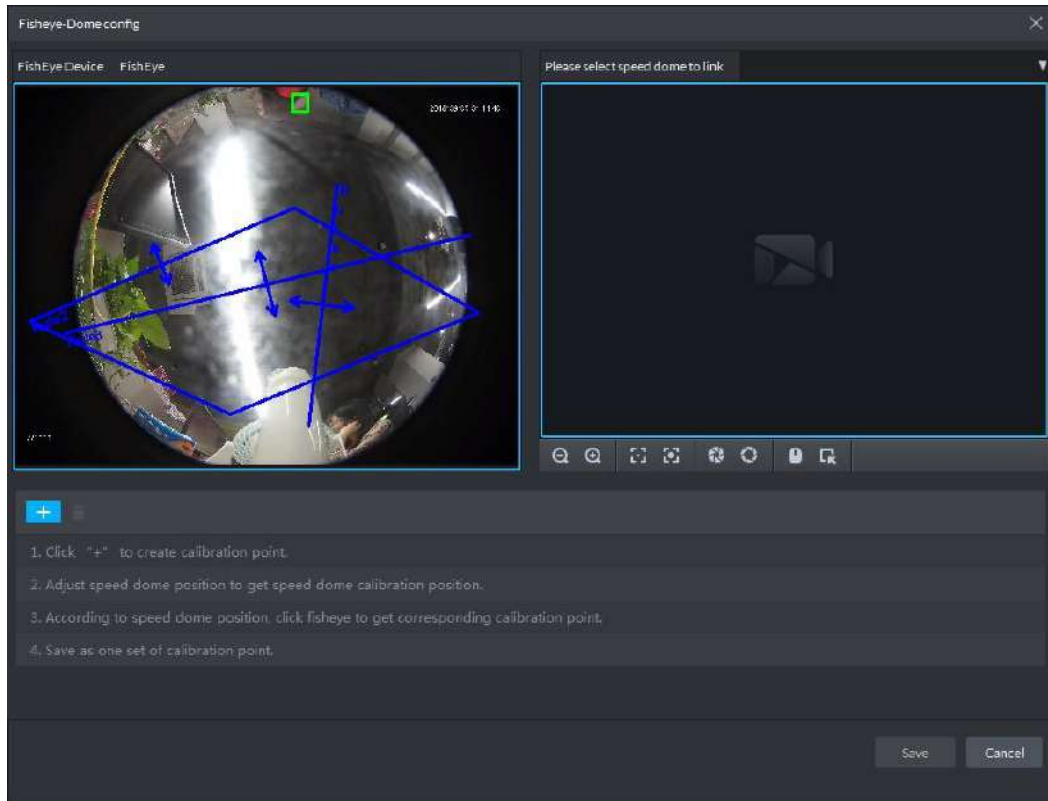 Fisheye-Dome config
FishEye Device FishEye
Please select speed dome to link
1. Click "+" to create calibration point.
2. Adjust speed dome position to get speed dome calibration position.
3. According to speed dome position, click fisheye to get corresponding calibration point.
4. Save as one set of calibration point.
Save Cancel